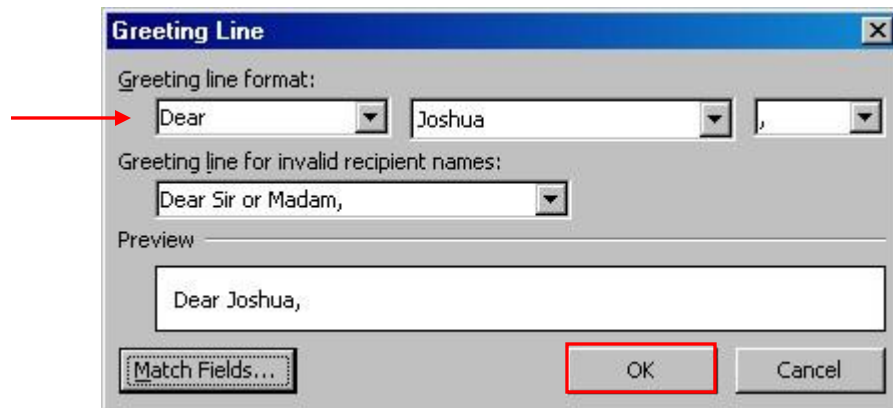 Greeting Line
Greeting line format:
Dear Joshua ,
Greeting line for invalid recipient names:
Dear Sir or Madam,
Preview
Dear Joshua,
Match Fields... OK Cancel